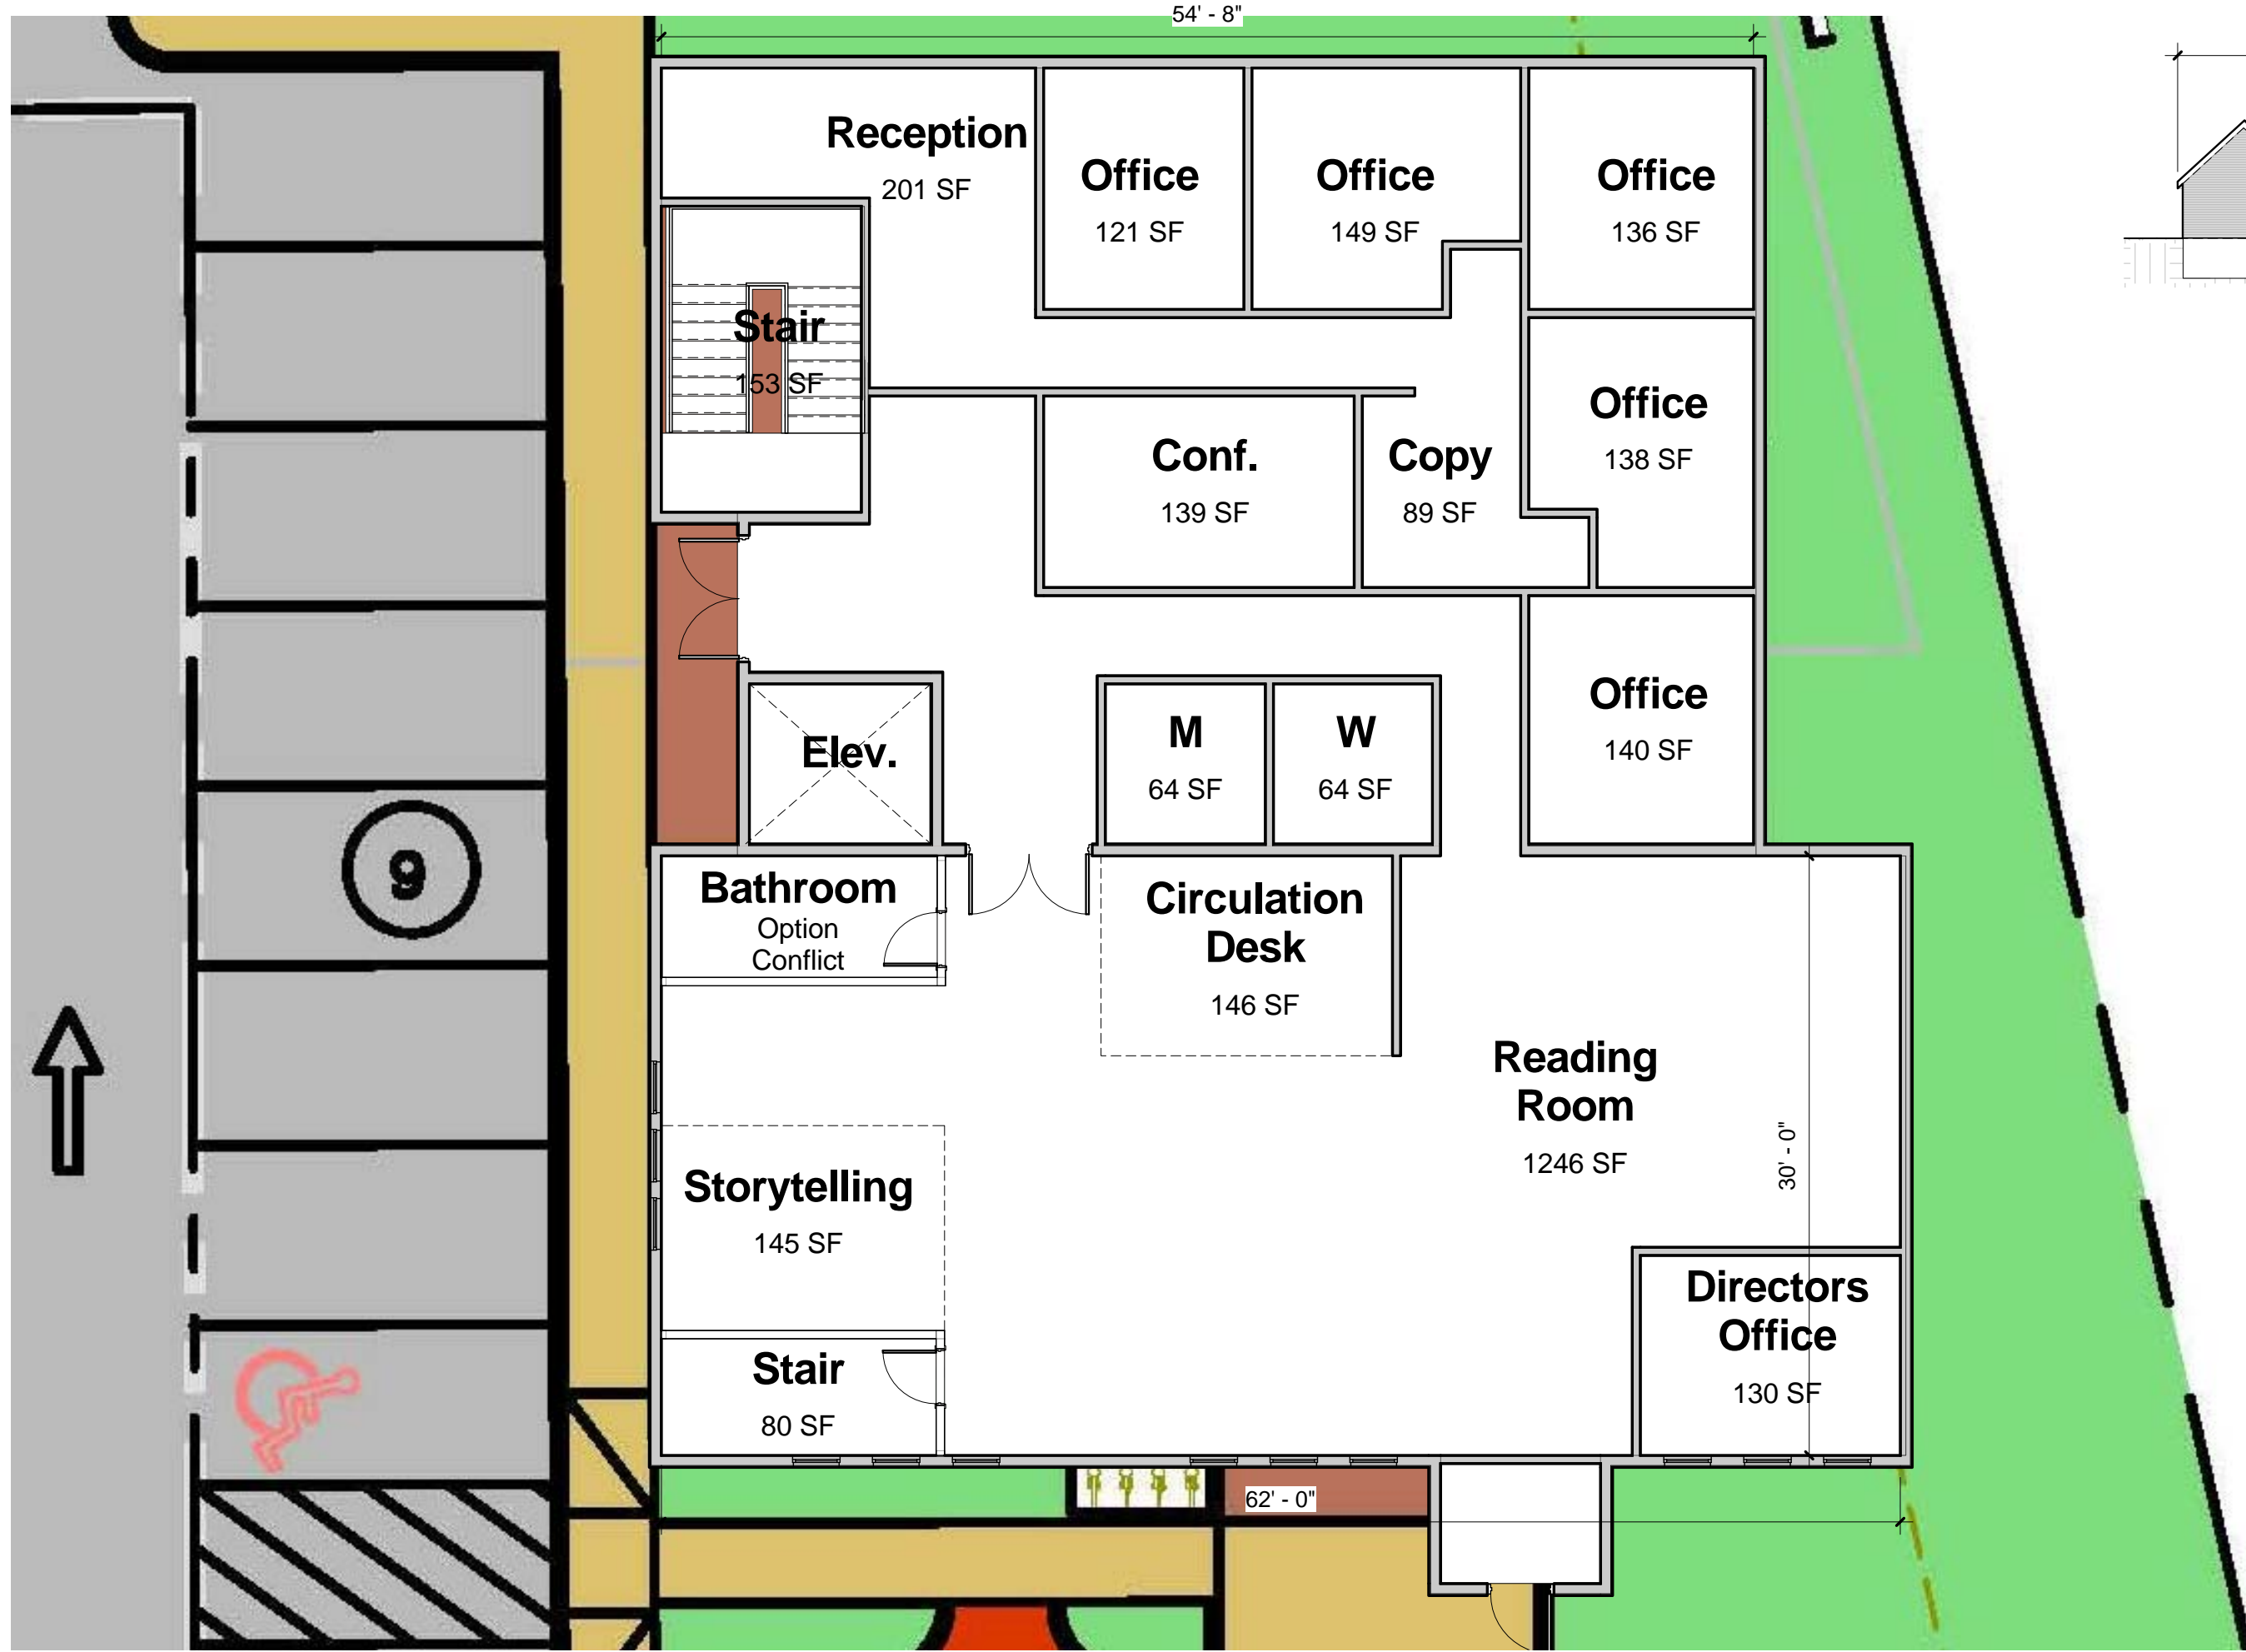 54' - 8"
Reception
201 SF
Office
121 SF
Office
149 SF
Office
136 SF
Stair
153 SF
Office
138 SF
Conf.
139 SF
Copy
89 SF
Office
140 SF
Elev.
M
64 SF
W
64 SF
9
Bathroom
Option
Conflict
Circulation
Desk
146 SF
Reading
Room
1246 SF
30' - 0"
Storytelling
145 SF
Directors
Office
130 SF
Stair
80 SF
62' - 0"